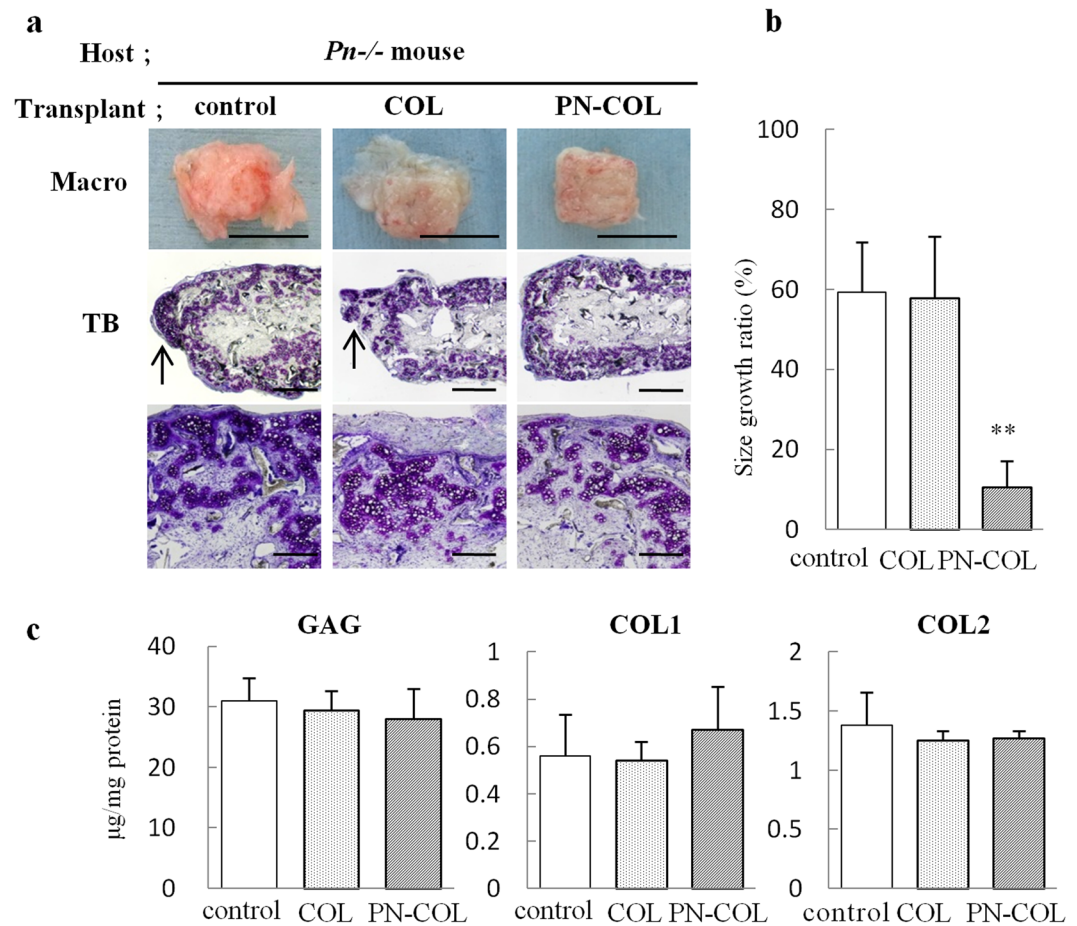 a
Host ; Pn-/- mouse
Transplant ; control COL PN-COL
Macro
TB
b
Size growth ratio (%)
100
80
60
40
20
0
**
control COL PN-COL
c
GAG
µg/mg protein
40
30
20
10
0
control COL PN-COL
COL1
1
0.8
0.6
0.4
0.2
0
control COL PN-COL
COL2
2
1.5
1
0.5
0
control COL PN-COL